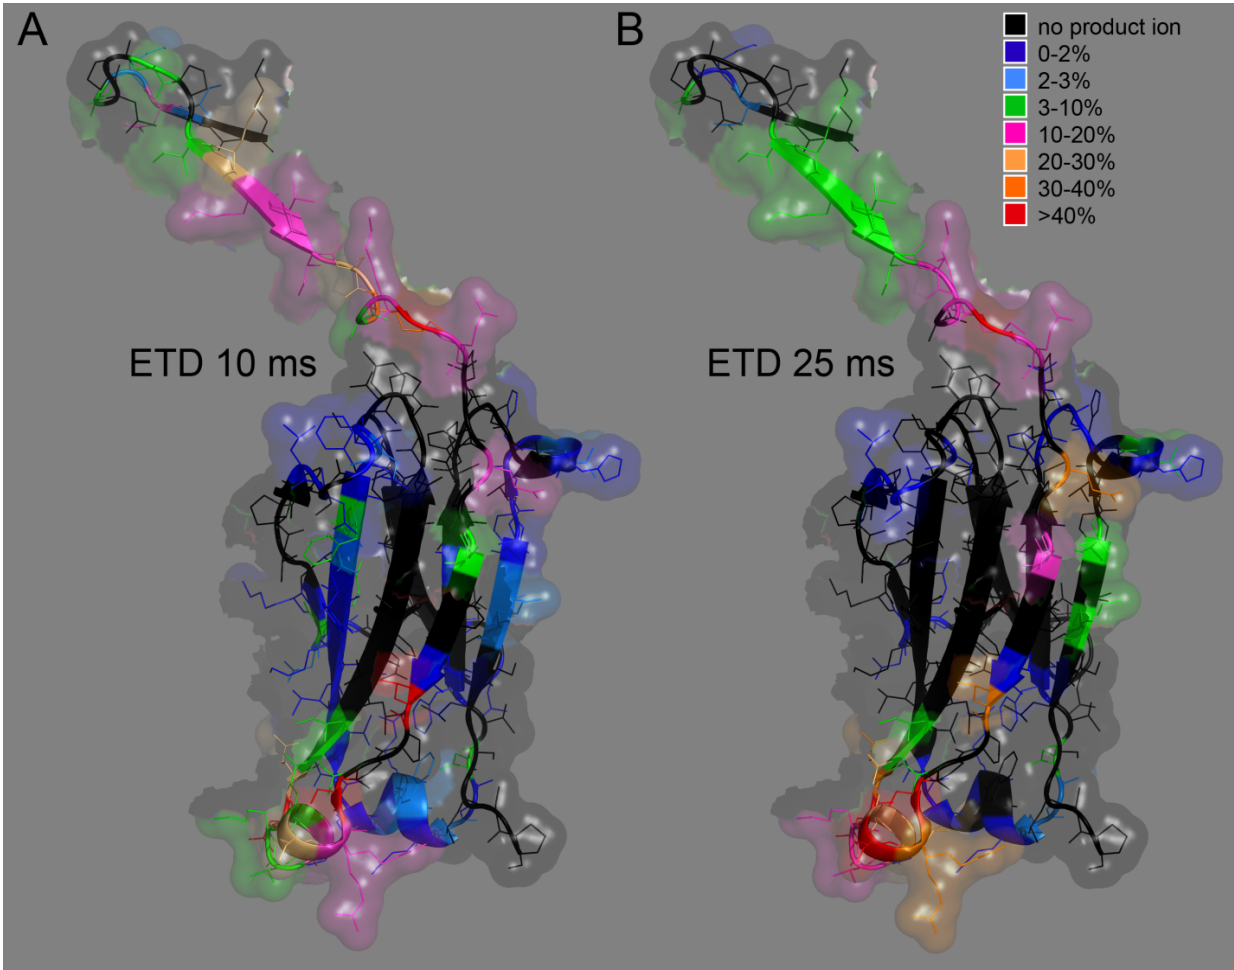 A
B
no product ion
0-2%
2-3%
3-10%
10-20%
20-30%
30-40%
>40%
ETD 10 ms
ETD 25 ms